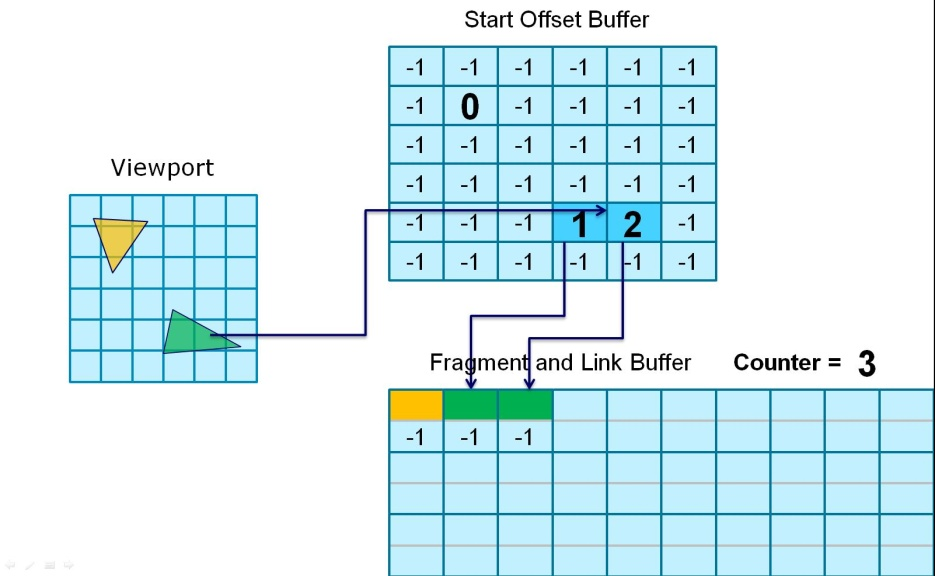 Start Offset Buffer
-1 -1 -1 -1 -1 -1
-1 0 -1 -1 -1 -1
-1 -1 -1 -1 -1 -1
Viewport
-1 -1 -1 -1 -1 -1
-1 -1 -1 1 2 -1
-1 -1 -1 -1 -1 -1
Fragment and Link Buffer Counter = 3
-1 -1 -1